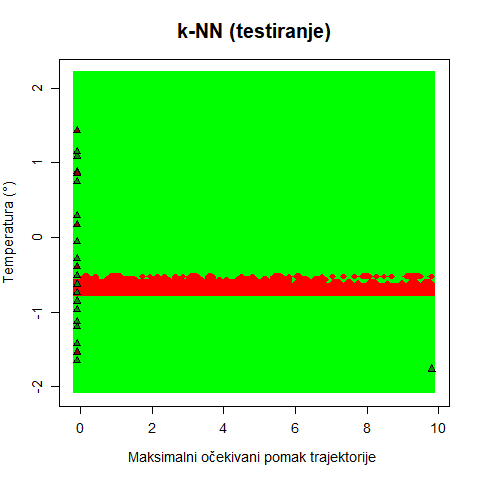 k-NN (testiranje)
Temperatura (°)
2
1
0
-1
-2
0 2 4 6 8 10
Maksimalni očekivani pomak trajektorije